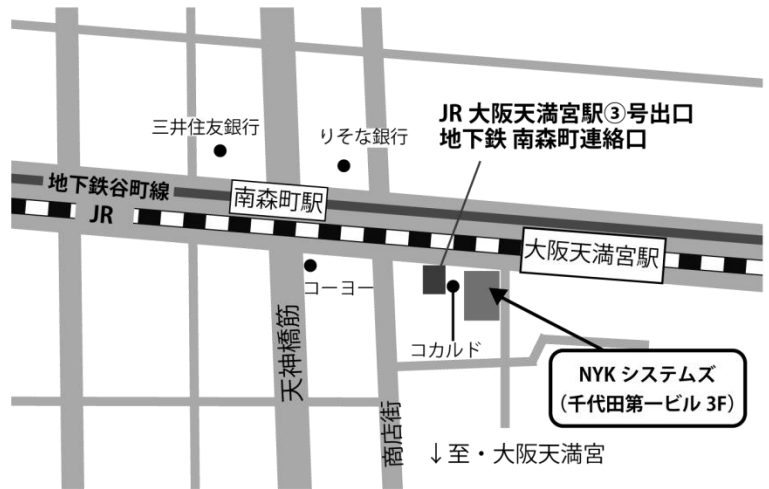 JR 大阪天満宮駅③号出口
地下鉄 南森町連絡口
三井住友銀行
りそな銀行
地下鉄谷町線
南森町駅
JR
大阪天満宮駅
コーヨー
コカルド
天神橋筋
商店街
NYK システムズ
(千代田第一ビル 3F)
↓至・大阪天満宮